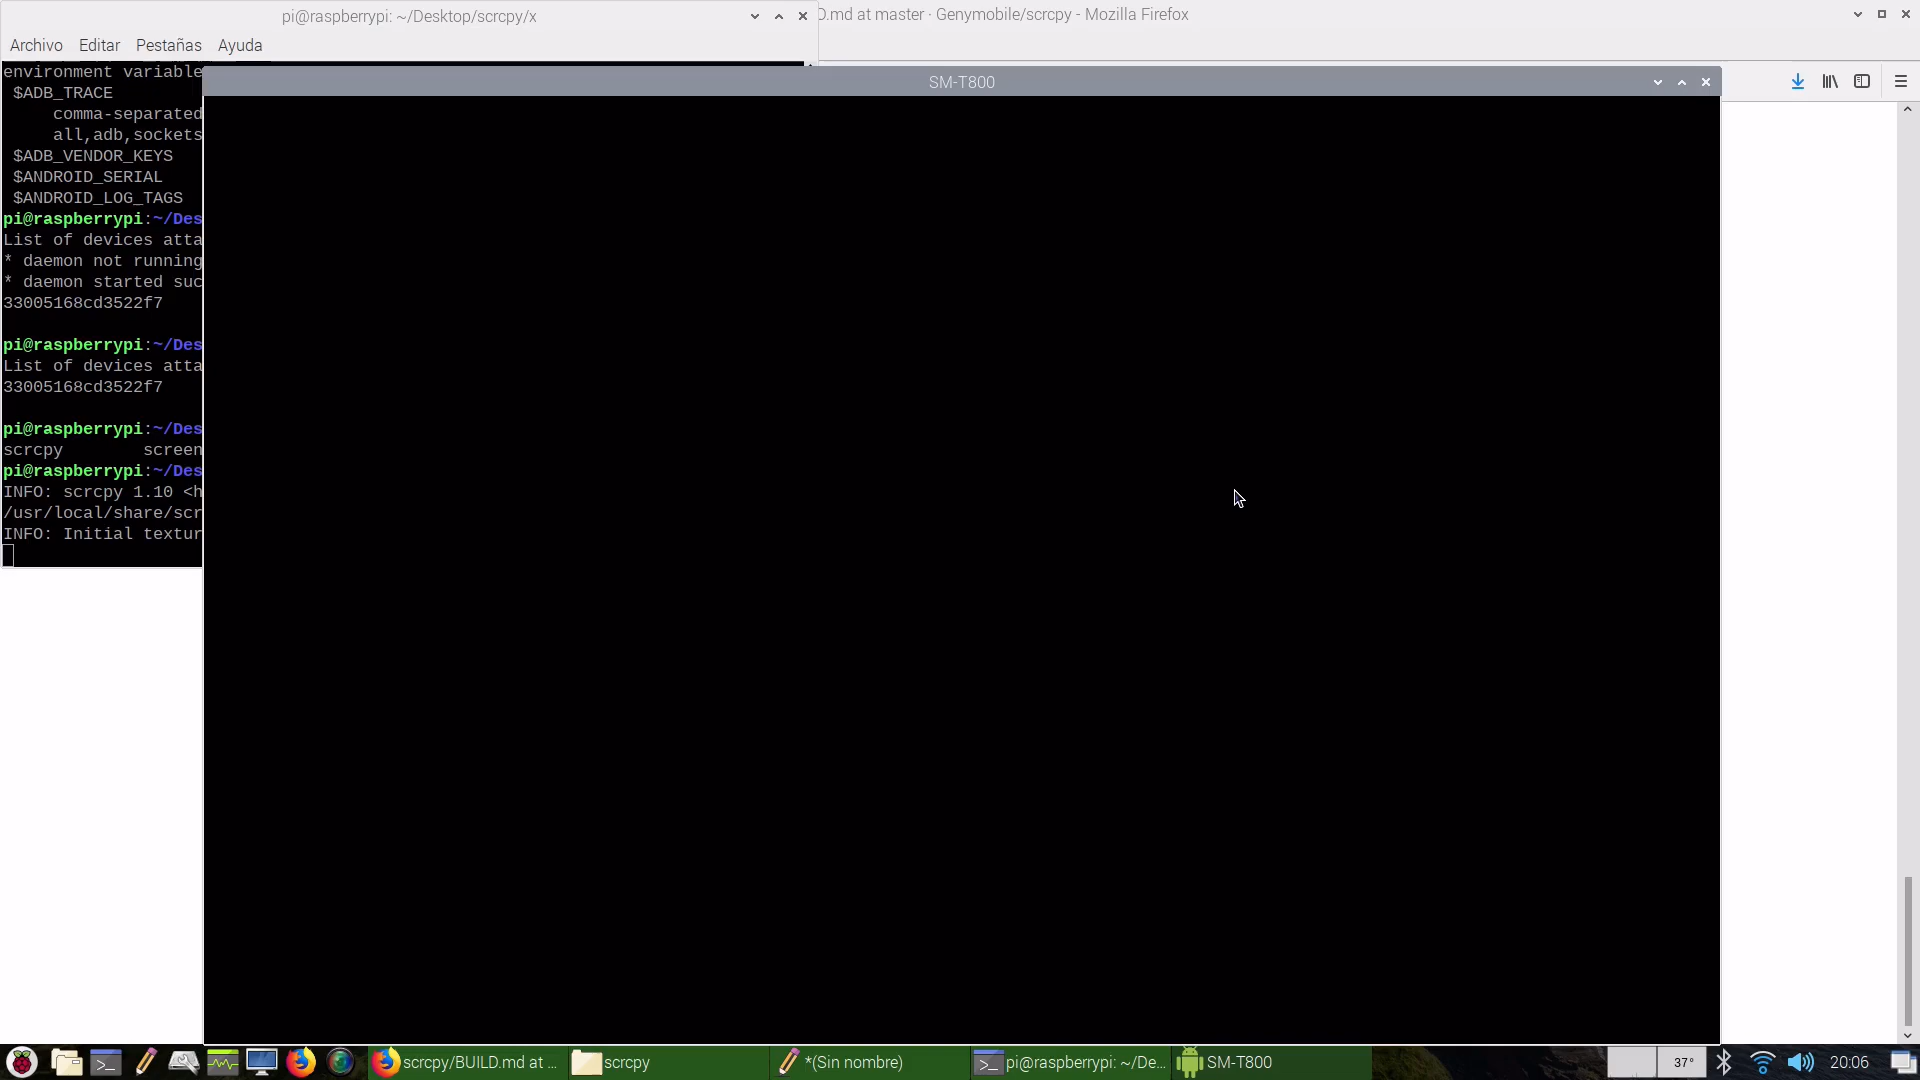 pi@raspberrypi: ~/Desktop/scrcpy/x
D.md at master · Genymobile/scrcpy - Mozilla Firefox
Archivo Editar Pestañas Ayuda
SM-T800
environment variable
$ADB_TRACE
comma-separated
all,adb,sockets
$ADB_VENDOR_KEYS
$ANDROID_SERIAL
$ANDROID_LOG_TAGS
pi@raspberrypi:~/Des
List of devices atta
* daemon not running
* daemon started suc
33005168cd3522f7
pi@raspberrypi:~/Des
List of devices atta
33005168cd3522f7
pi@raspberrypi:~/Des
scrcpy screen
pi@raspberrypi:~/Des
INFO: scrcpy 1.10 <h
/usr/local/share/scr
INFO: Initial textur
scrcpy/BUILD.md at ...
scrcpy
*(Sin nombre)
pi@raspberrypi: ~/De...
SM-T800
37°
20:06